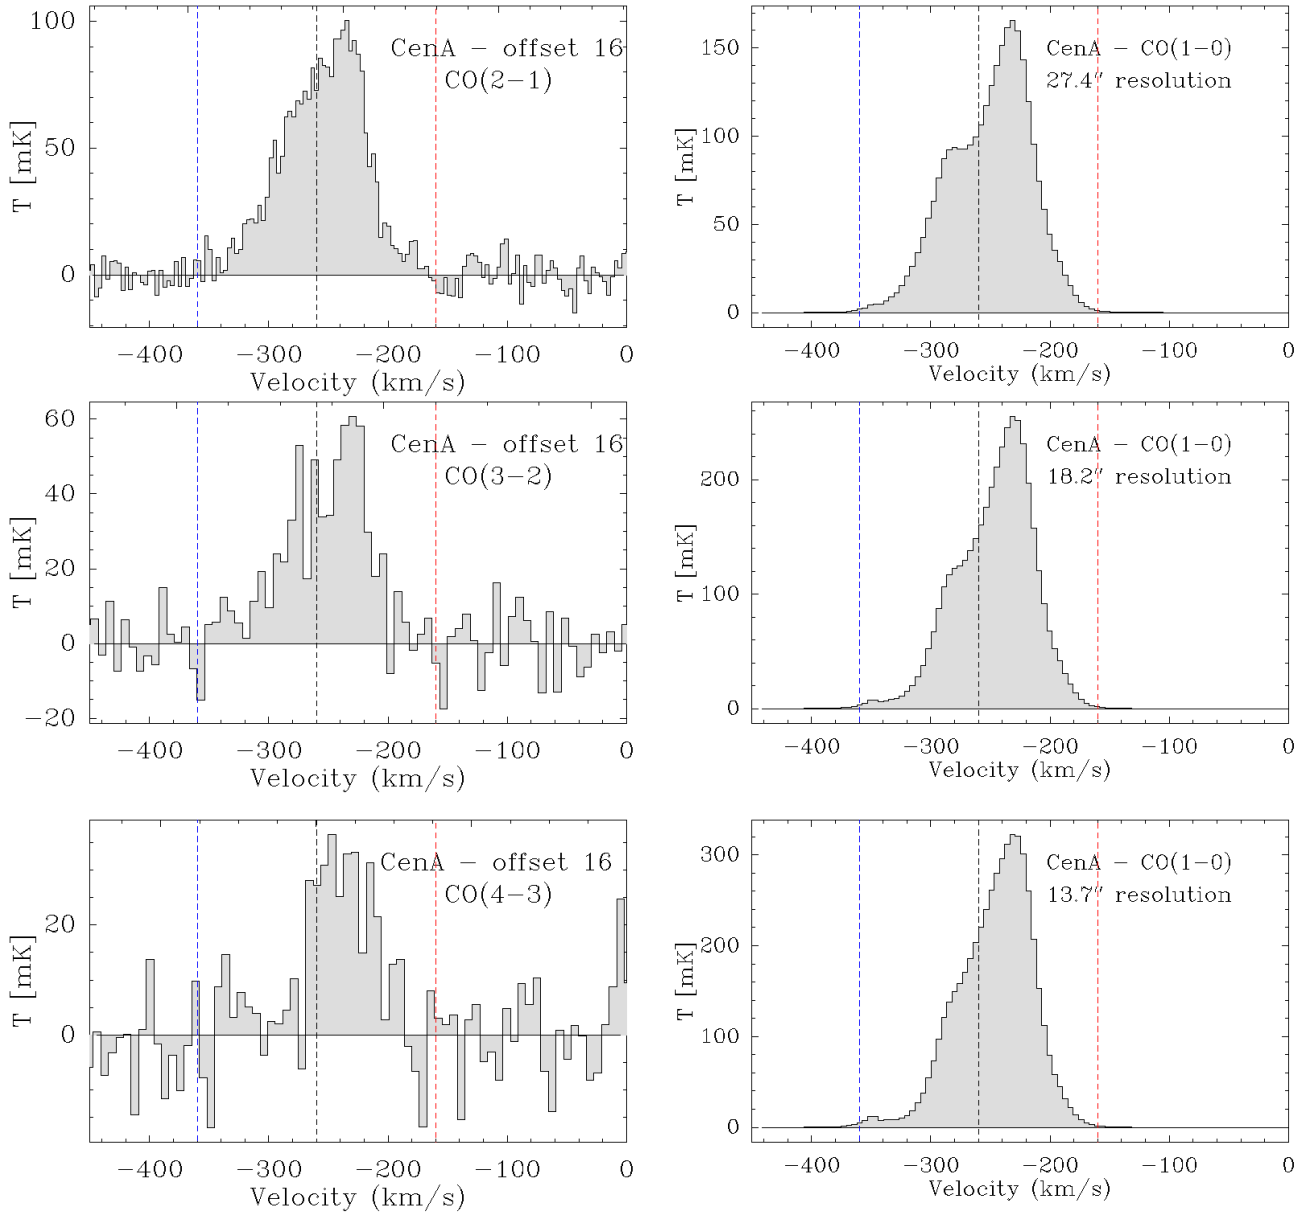 100
50
0
T [mK]
CenA – offset 16
CO(2–1)
–400 –300 –200 –100 0
Velocity (km/s)
150
100
50
0
T [mK]
CenA – CO(1–0)
27.4″ resolution
–400 –300 –200 –100 0
Velocity (km/s)
60
40
20
0
–20
T [mK]
CenA – offset 16
CO(3–2)
–400 –300 –200 –100 0
Velocity (km/s)
200
100
0
T [mK]
CenA – CO(1–0)
18.2″ resolution
–400 –300 –200 –100 0
Velocity (km/s)
20
0
T [mK]
CenA – offset 16
CO(4–3)
–400 –300 –200 –100 0
Velocity (km/s)
300
200
100
0
T [mK]
CenA – CO(1–0)
13.7″ resolution
–400 –300 –200 –100 0
Velocity (km/s)